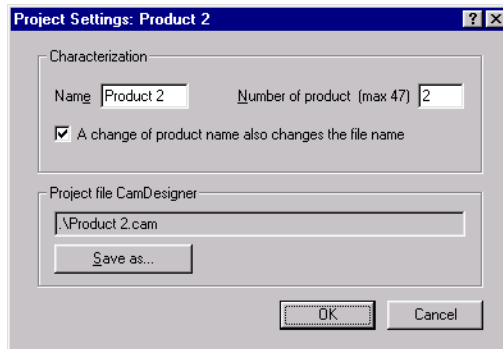 Project Settings: Product 2
Characterization
Name Product 2 Number of product (max 47) 2
A change of product name also changes the file name
Project file CamDesigner
.\Product 2.cam
Save as...
OK Cancel